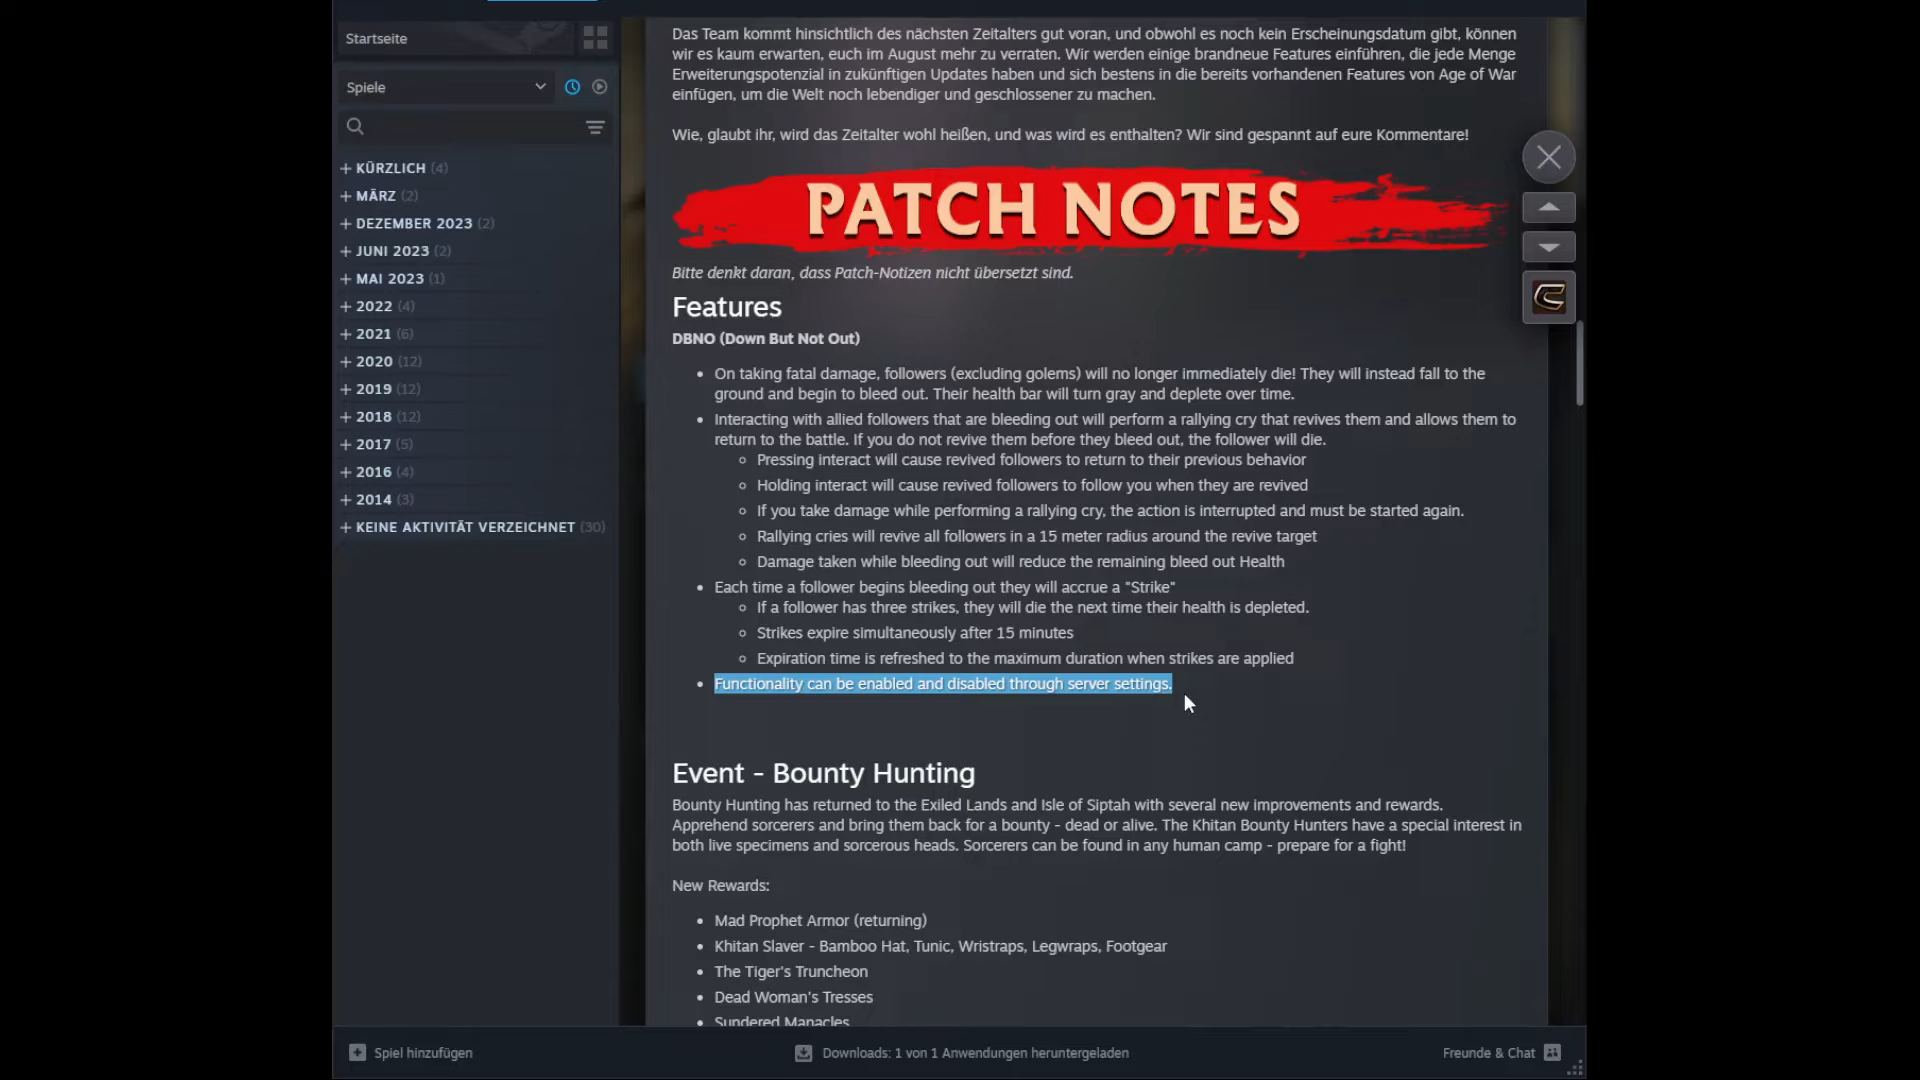 Startseite
Spiele
+ KÜRZLICH (4)
+ MÄRZ (2)
+ DEZEMBER 2023 (2)
+ JUNI 2023 (2)
+ MAI 2023 (1)
+ 2022 (4)
+ 2021 (6)
+ 2020 (12)
+ 2019 (12)
+ 2018 (12)
+ 2017 (5)
+ 2016 (4)
+ 2014 (3)
+ KEINE AKTIVITÄT VERZEICHNET (30)
Das Team kommt hinsichtlich des nächsten Zeitalters gut voran, und obwohl es noch kein Erscheinungsdatum gibt, können
wir es kaum erwarten, euch im August mehr zu verraten. Wir werden einige brandneue Features einführen, die jede Menge
Erweiterungspotenzial in zukünftigen Updates haben und sich bestens in die bereits vorhandenen Features von Age of War
einfügen, um die Welt noch lebendiger und geschlossener zu machen.
Wie, glaubt ihr, wird das Zeitalter wohl heißen, und was wird es enthalten? Wir sind gespannt auf eure Kommentare!
PATCH NOTES
Bitte denkt daran, dass Patch-Notizen nicht übersetzt sind.
Features
DBNO (Down But Not Out)
• On taking fatal damage, followers (excluding golems) will no longer immediately die! They will instead fall to the
ground and begin to bleed out. Their health bar will turn gray and deplete over time.
• Interacting with allied followers that are bleeding out will perform a rallying cry that revives them and allows them to
return to the battle. If you do not revive them before they bleed out, the follower will die.
◦ Pressing interact will cause revived followers to return to their previous behavior
◦ Holding interact will cause revived followers to follow you when they are revived
◦ If you take damage while performing a rallying cry, the action is interrupted and must be started again.
◦ Rallying cries will revive all followers in a 15 meter radius around the revive target
◦ Damage taken while bleeding out will reduce the remaining bleed out Health
• Each time a follower begins bleeding out they will accrue a "Strike"
◦ If a follower has three strikes, they will die the next time their health is depleted.
◦ Strikes expire simultaneously after 15 minutes
◦ Expiration time is refreshed to the maximum duration when strikes are applied
• Functionality can be enabled and disabled through server settings.
Event - Bounty Hunting
Bounty Hunting has returned to the Exiled Lands and Isle of Siptah with several new improvements and rewards.
Apprehend sorcerers and bring them back for a bounty - dead or alive. The Khitan Bounty Hunters have a special interest in
both live specimens and sorcerous heads. Sorcerers can be found in any human camp - prepare for a fight!
New Rewards:
• Mad Prophet Armor (returning)
• Khitan Slaver - Bamboo Hat, Tunic, Wristraps, Legwraps, Footgear
• The Tiger's Truncheon
• Dead Woman's Tresses
• Sundered Manacles
Spiel hinzufügen
Downloads: 1 von 1 Anwendungen heruntergeladen
Freunde & Chat